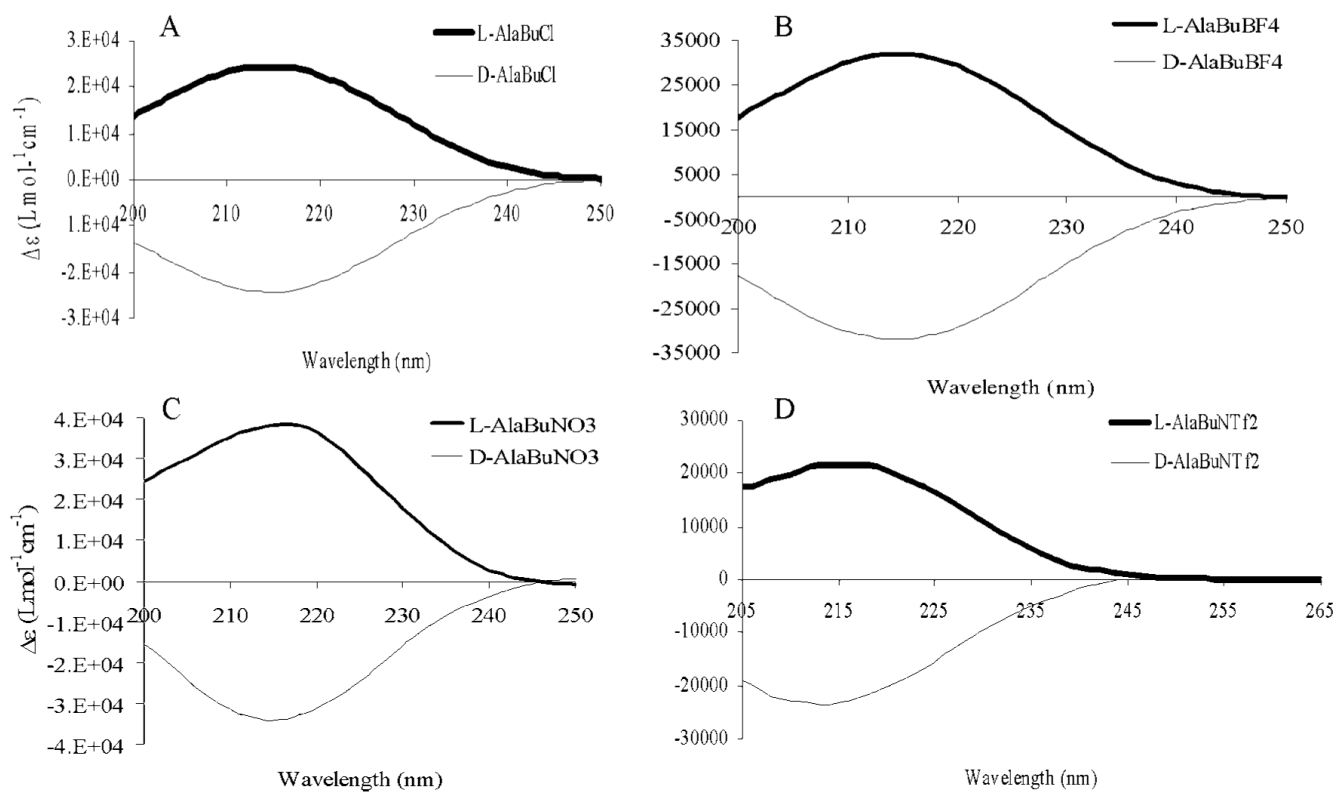 A
L-AlaBuCl
D-AlaBuCl
3.E+04
2.E+04
1.E+04
0.E+00
1.E+04
-2.E+04
-3.E+04
200 210 220 230 240 250
Δε (Lmol-¹cm⁻¹)
Wavelength (nm)
B
L-AlaBuBF4
D-AlaBuBF4
35000
25000
15000
5000
-5000
-15000
-25000
-35000
200 210 220 230 240 250
Wavelength (nm)
C
L-AlaBuNO3
D-AlaBuNO3
4.E+04
3.E+04
2.E+04
1.E+04
0.E+00
-1.E+04
-2.E+04
-3.E+04
-4.E+04
200 210 220 230 240 250
Δε (Lmol⁻¹cm⁻¹)
Wavelength (nm)
D
L-AlaBuNTf2
D-AlaBuNTf2
30000
20000
10000
0
-10000
-20000
-30000
205 215 225 235 245 255 265
Wavelength (nm)